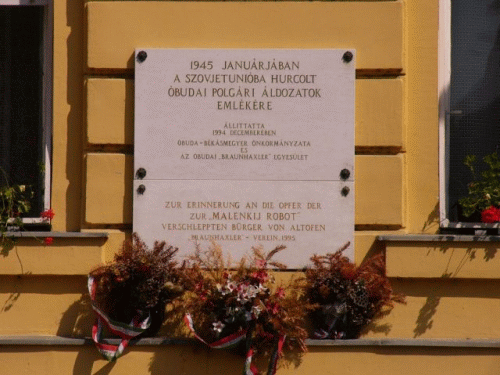 1945 JANUÁRJÁBAN
A SZOVJETUNIÓBA HURCOLT
ÓBUDAI POLGÁRI ÁLDOZATOK
EMLÉKÉRE
ÁLLÍTTATTA
1994 DECEMBERÉBEN
ÓBUDA-BÉKÁSMEGYER ÖNKORMÁNYZATA
ÉS
AZ ÓBUDAI „BRAUNHAXLER” EGYESÜLET
ZUR ERINNERUNG AN DIE OPFER DER
ZUR „MALENKIJ ROBOT”
VERSCHLEPPTEN BÜRGER VON ALTOFEN
„BRAUNHAXLER”-VEREIN, 1995.